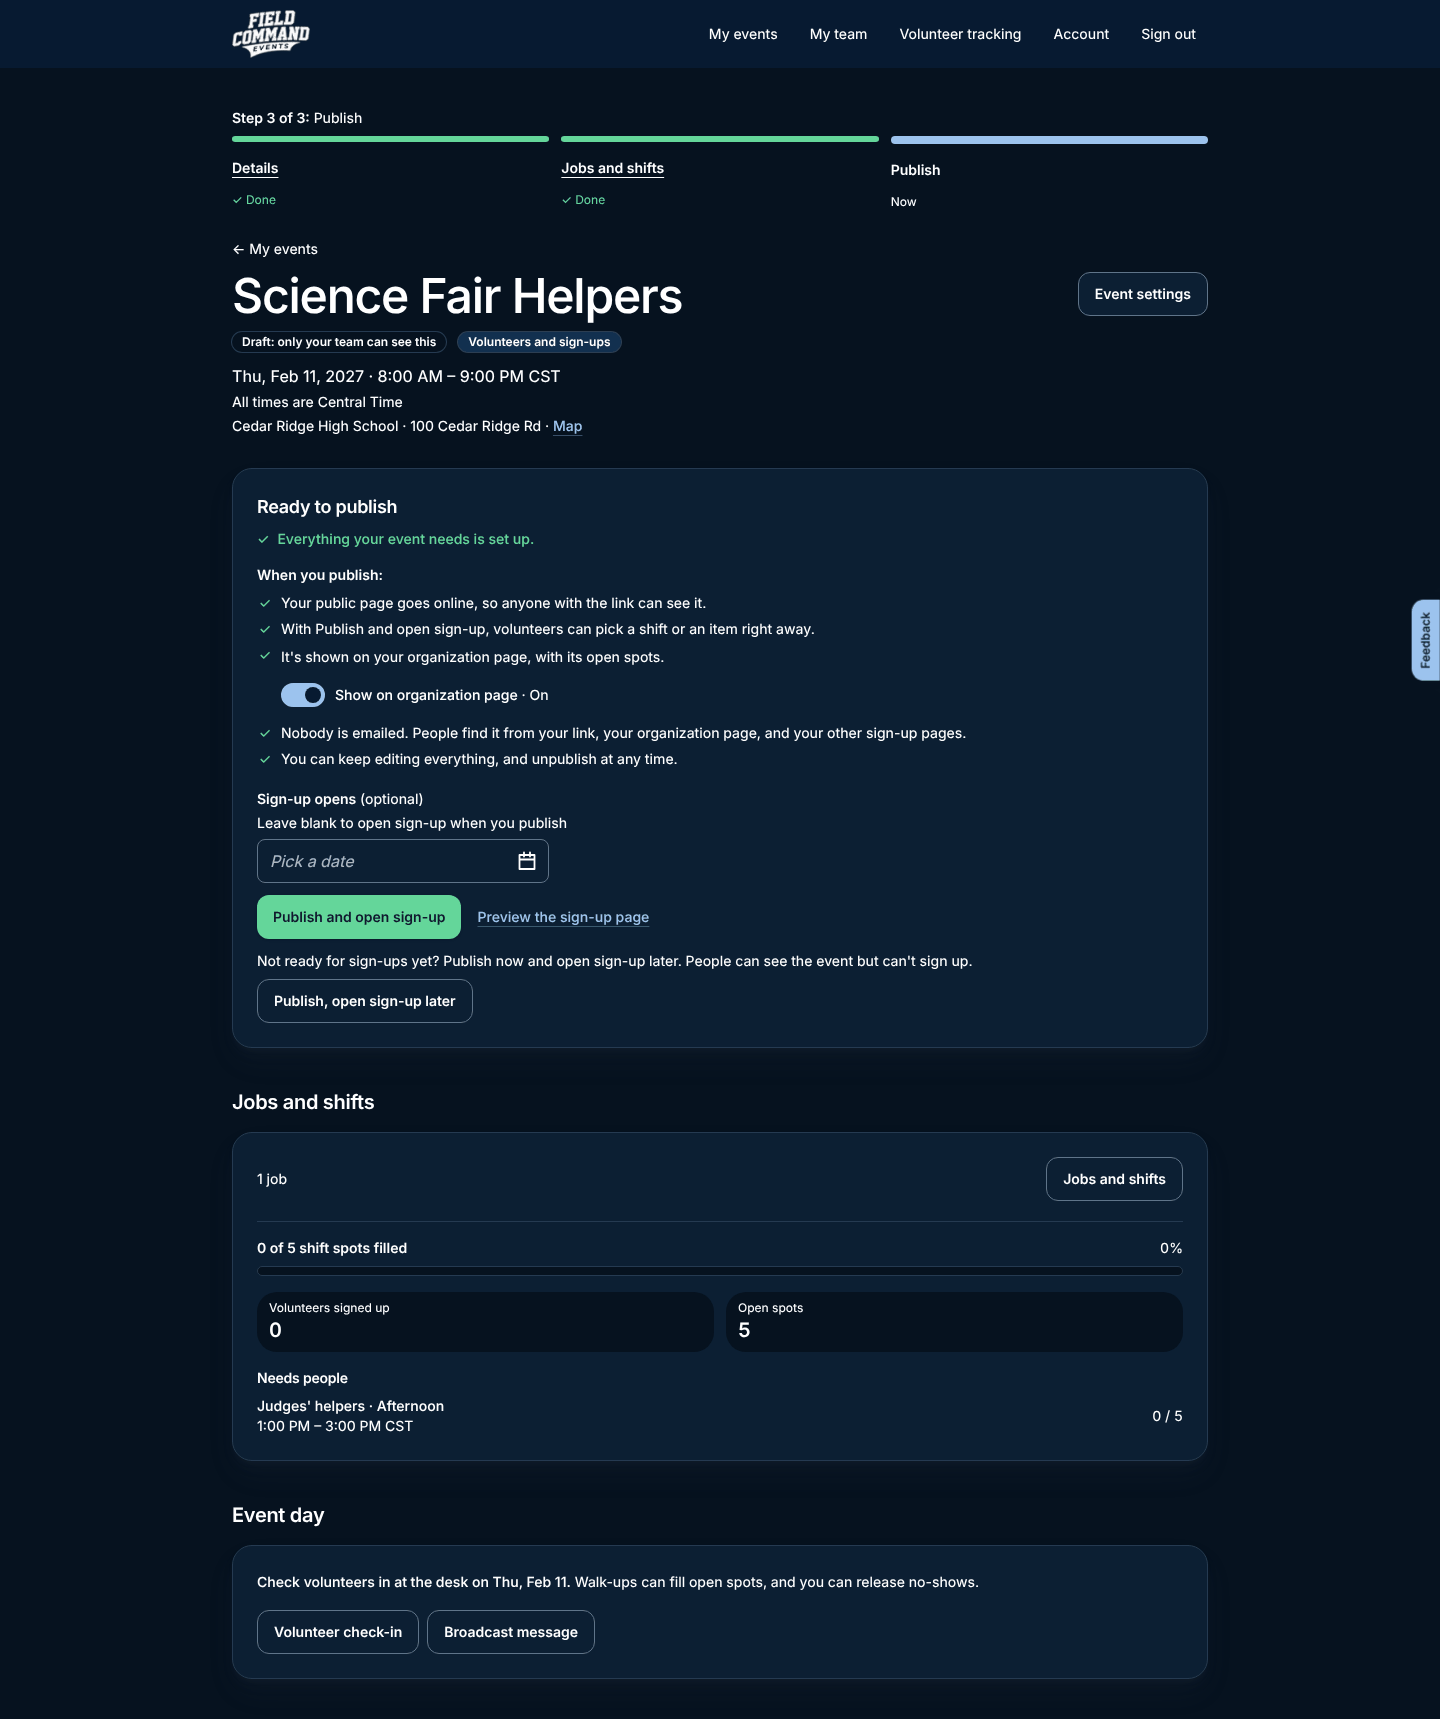 FIELD
COMMAND
EVENTS
My events
My team
Volunteer tracking
Account
Sign out
Step 3 of 3: Publish
Details
✓ Done
Jobs and shifts
✓ Done
Publish
Now
← My events
Science Fair Helpers
Event settings
Draft: only your team can see this
Volunteers and sign-ups
Thu, Feb 11, 2027 · 8:00 AM – 9:00 PM CST
All times are Central Time
Cedar Ridge High School · 100 Cedar Ridge Rd · Map
Ready to publish
✓ Everything your event needs is set up.
When you publish:
✓ Your public page goes online, so anyone with the link can see it.
✓ With Publish and open sign-up, volunteers can pick a shift or an item right away.
✓ It's shown on your organization page, with its open spots.
Show on organization page · On
✓ Nobody is emailed. People find it from your link, your organization page, and your other sign-up pages.
✓ You can keep editing everything, and unpublish at any time.
Sign-up opens (optional)
Leave blank to open sign-up when you publish
Pick a date
Publish and open sign-up
Preview the sign-up page
Not ready for sign-ups yet? Publish now and open sign-up later. People can see the event but can't sign up.
Publish, open sign-up later
Feedback
Jobs and shifts
1 job
Jobs and shifts
0 of 5 shift spots filled
0%
Volunteers signed up
0
Open spots
5
Needs people
Judges' helpers · Afternoon
1:00 PM – 3:00 PM CST
0 / 5
Event day
Check volunteers in at the desk on Thu, Feb 11. Walk-ups can fill open spots, and you can release no-shows.
Volunteer check-in
Broadcast message